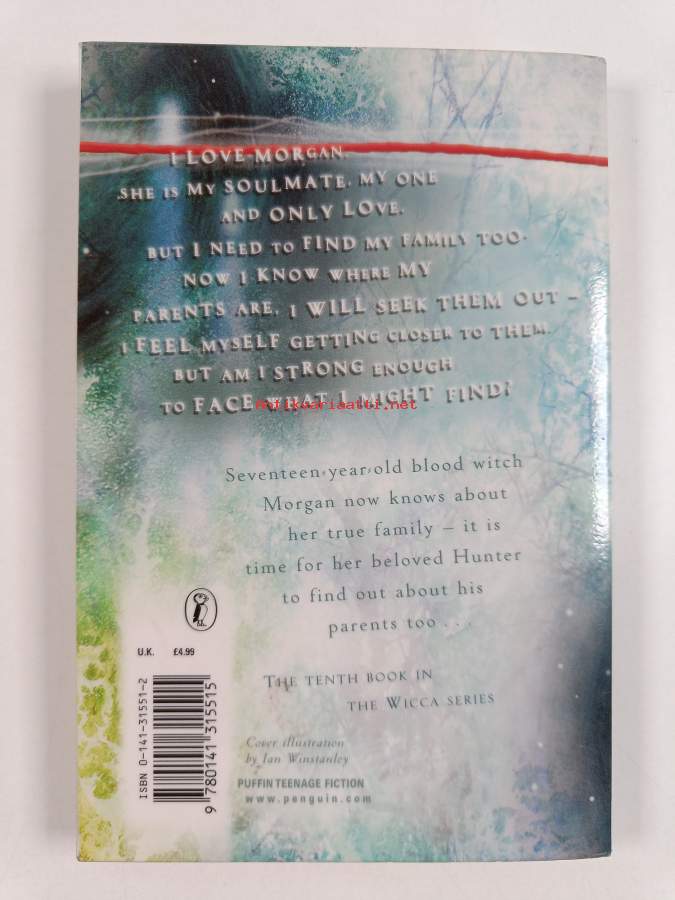 I LOVE MORGAN.
SHE IS MY SOULMATE, MY ONE
AND ONLY LOVE.
BUT I NEED TO FIND MY FAMILY TOO.
NOW I KNOW WHERE MY
PARENTS ARE, I WILL SEEK THEM OUT –
I FEEL MYSELF GETTING CLOSER TO THEM.
BUT AM I STRONG ENOUGH
TO FACE WHAT I MIGHT FIND?
antikvariaatti.net
Seventeen-year-old blood witch
Morgan now knows about
her true family – it is
time for her beloved Hunter
to find out about his
parents too . . .
U.K. £4.99
THE TENTH BOOK IN
THE WICCA SERIES
ISBN 0-141-31551-2
9 780141 315515
Cover illustration
by Ian Winstanley
PUFFIN TEENAGE FICTION
www.penguin.com